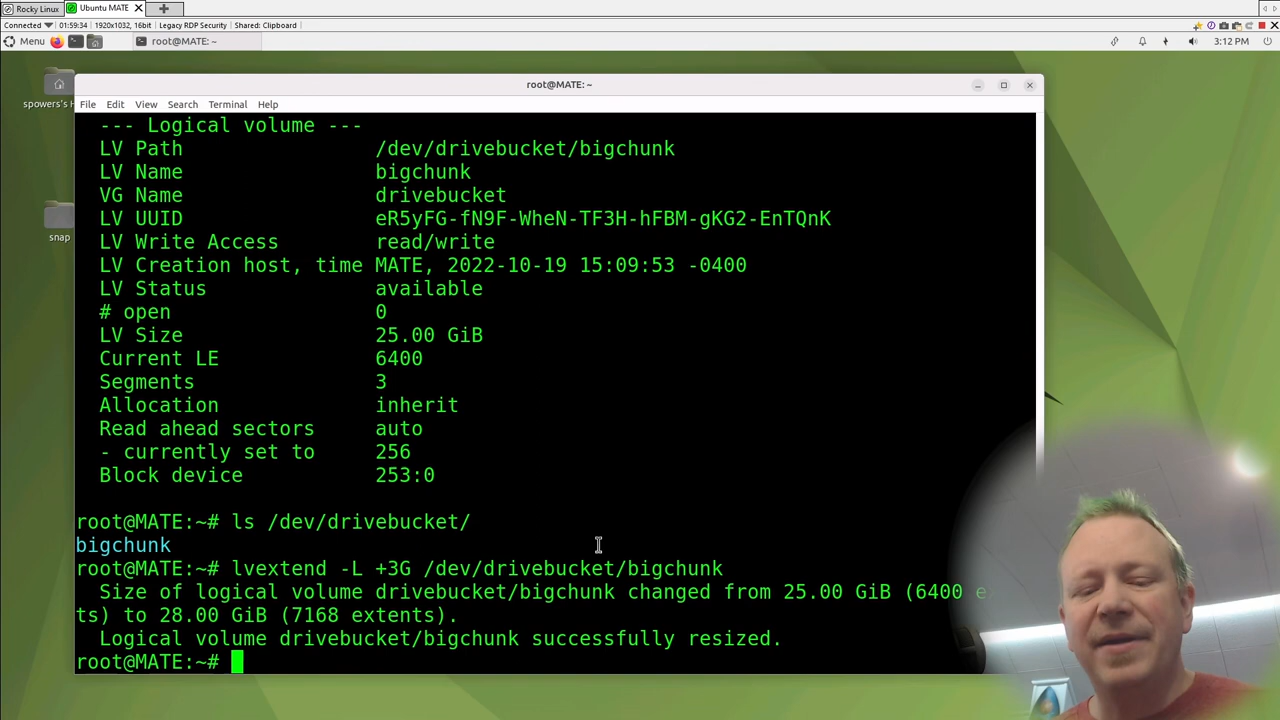 Rocky Linux
Ubuntu MATE
Connected 01:59:34 1920x1032, 16bit Legacy RDP Security Shared: Clipboard
Menu root@MATE: ~ 3:12 PM
root@MATE: ~
File Edit View Search Terminal Help
spowers's H
snap
--- Logical volume ---
LV Path /dev/drivebucket/bigchunk
LV Name bigchunk
VG Name drivebucket
LV UUID eR5yFG-fN9F-WheN-TF3H-hFBM-gKG2-EnTQnK
LV Write Access read/write
LV Creation host, time MATE, 2022-10-19 15:09:53 -0400
LV Status available
# open 0
LV Size 25.00 GiB
Current LE 6400
Segments 3
Allocation inherit
Read ahead sectors auto
- currently set to 256
Block device 253:0
root@MATE:~# ls /dev/drivebucket/
bigchunk
root@MATE:~# lvextend -L +3G /dev/drivebucket/bigchunk
Size of logical volume drivebucket/bigchunk changed from 25.00 GiB (6400 e
ts) to 28.00 GiB (7168 extents).
Logical volume drivebucket/bigchunk successfully resized.
root@MATE:~#